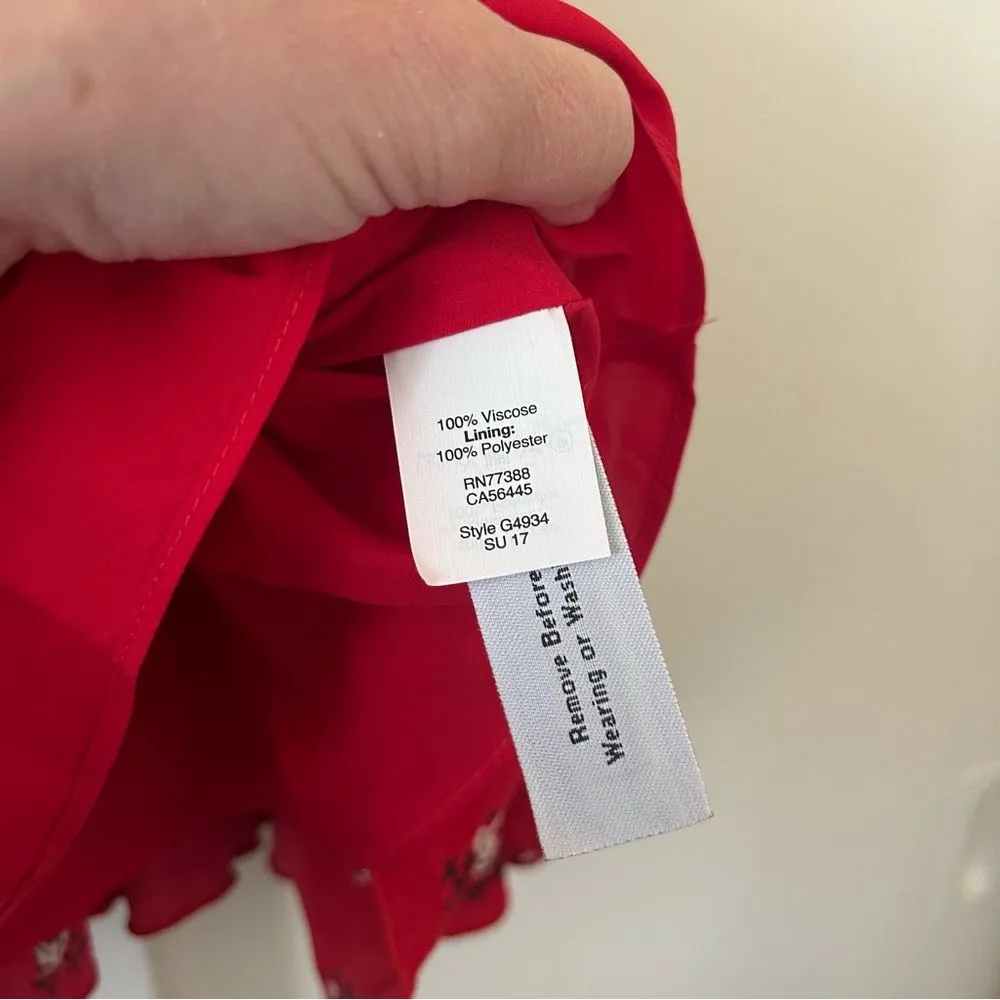 100% Viscose
Lining:
100% Polyester
RN77388
CA56445
Style G4934
SU 17
Remove Before
Wearing or Wash